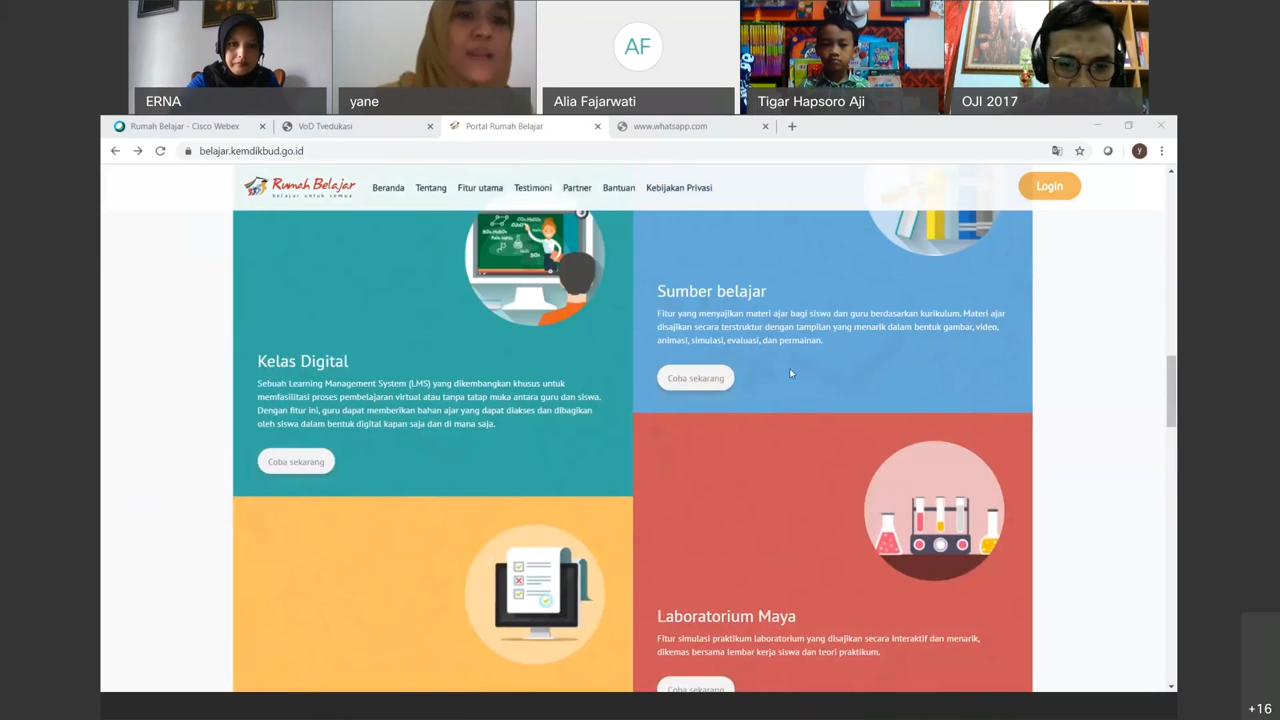 AF
ERNA
yane
Alia Fajarwati
Tigar Hapsoro Aji
OJI 2017
Rumah Belajar - Cisco Webex
VoD Tvedukasi
Portal Rumah Belajar
www.whatsapp.com
belajar.kemdikbud.go.id
y
Rumah Belajar
belajar untuk semua
Beranda
Tentang
Fitur utama
Testimoni
Partner
Bantuan
Kebijakan Privasi
Login
Sumber belajar
Fitur yang menyajikan materi ajar bagi siswa dan guru berdasarkan kurikulum. Materi ajar
disajikan secara terstruktur dengan tampilan yang menarik dalam bentuk gambar, video,
animasi, simulasi, evaluasi, dan permainan.
Coba sekarang
Kelas Digital
Sebuah Learning Management System (LMS) yang dikembangkan khusus untuk
memfasilitasi proses pembelajaran virtual atau tanpa tatap muka antara guru dan siswa.
Dengan fitur ini, guru dapat memberikan bahan ajar yang dapat diakses dan dibagikan
oleh siswa dalam bentuk digital kapan saja dan di mana saja.
Coba sekarang
Laboratorium Maya
Fitur simulasi praktikum laboratorium yang disajikan secara interaktif dan menarik,
dikemas bersama lembar kerja siswa dan teori praktikum.
Coba sekarang
+16